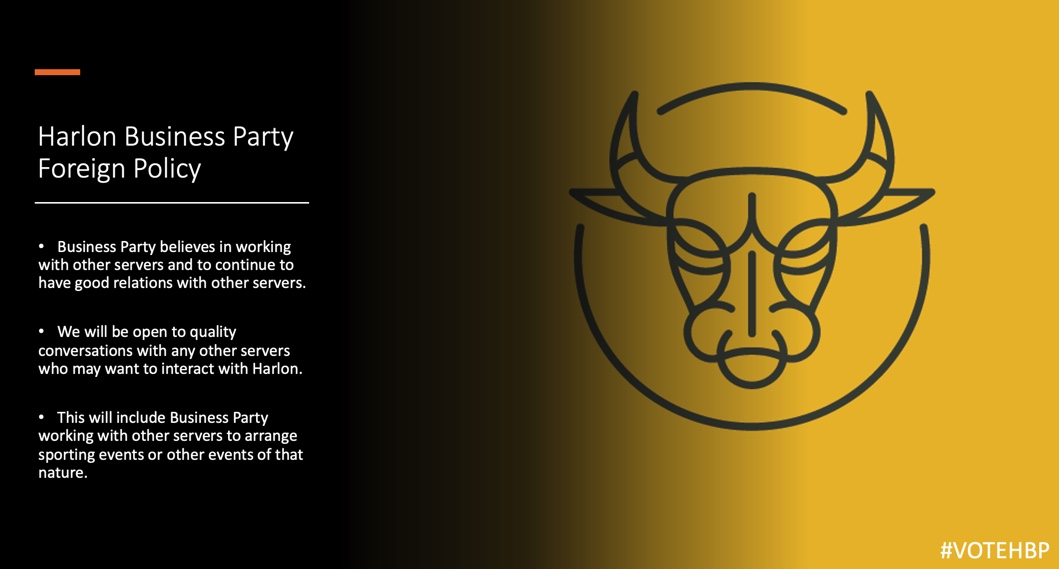 Harlon Business Party
Foreign Policy
• Business Party believes in working
with other servers and to continue to
have good relations with other servers.
• We will be open to quality
conversations with any other servers
who may want to interact with Harlon.
• This will include Business Party
working with other servers to arrange
sporting events or other events of that
nature.
#VOTEHBP